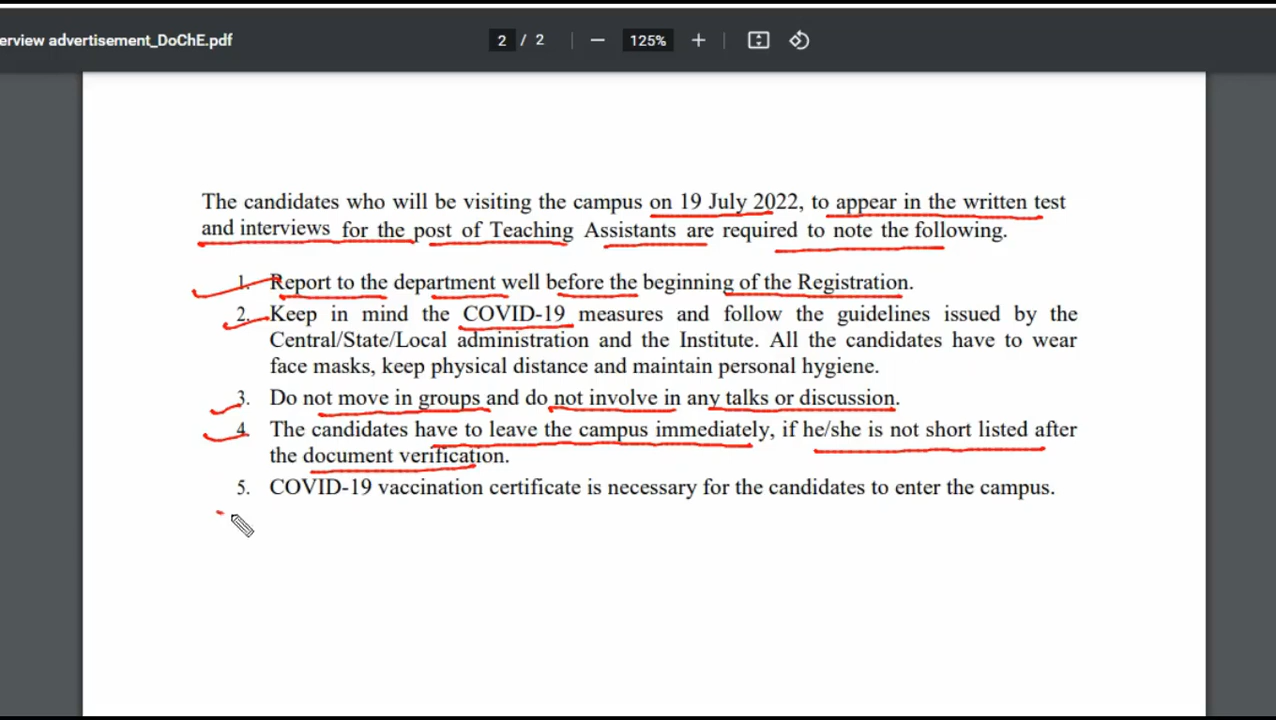 erview advertisement_DoChE.pdf
2 / 2
125%
The candidates who will be visiting the campus on 19 July 2022, to appear in the written test
and interviews for the post of Teaching Assistants are required to note the following.
1. Report to the department well before the beginning of the Registration.
2. Keep in mind the COVID-19 measures and follow the guidelines issued by the
Central/State/Local administration and the Institute. All the candidates have to wear
face masks, keep physical distance and maintain personal hygiene.
3. Do not move in groups and do not involve in any talks or discussion.
4. The candidates have to leave the campus immediately, if he/she is not short listed after
the document verification.
5. COVID-19 vaccination certificate is necessary for the candidates to enter the campus.